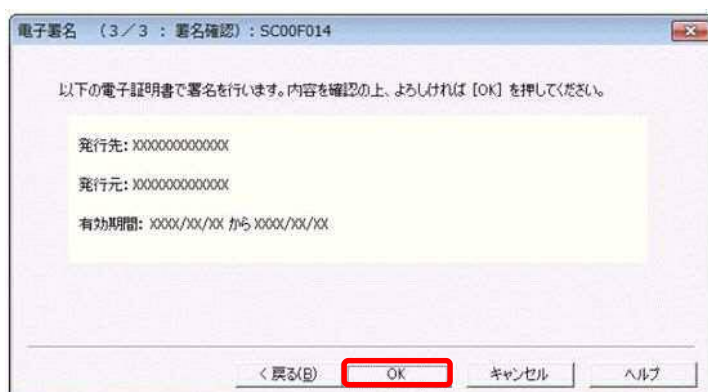 電子署名 (3/3 : 署名確認) : SC00F014
以下の電子証明書で署名を行います。内容を確認の上、よろしければ [OK] を押してください。
発行先: XXXXXXXXXXXXX
発行元: XXXXXXXXXXXXX
有効期間: XXXX/XX/XX から XXXX/XX/XX
< 戻る(B)
OK
キャンセル
ヘルプ